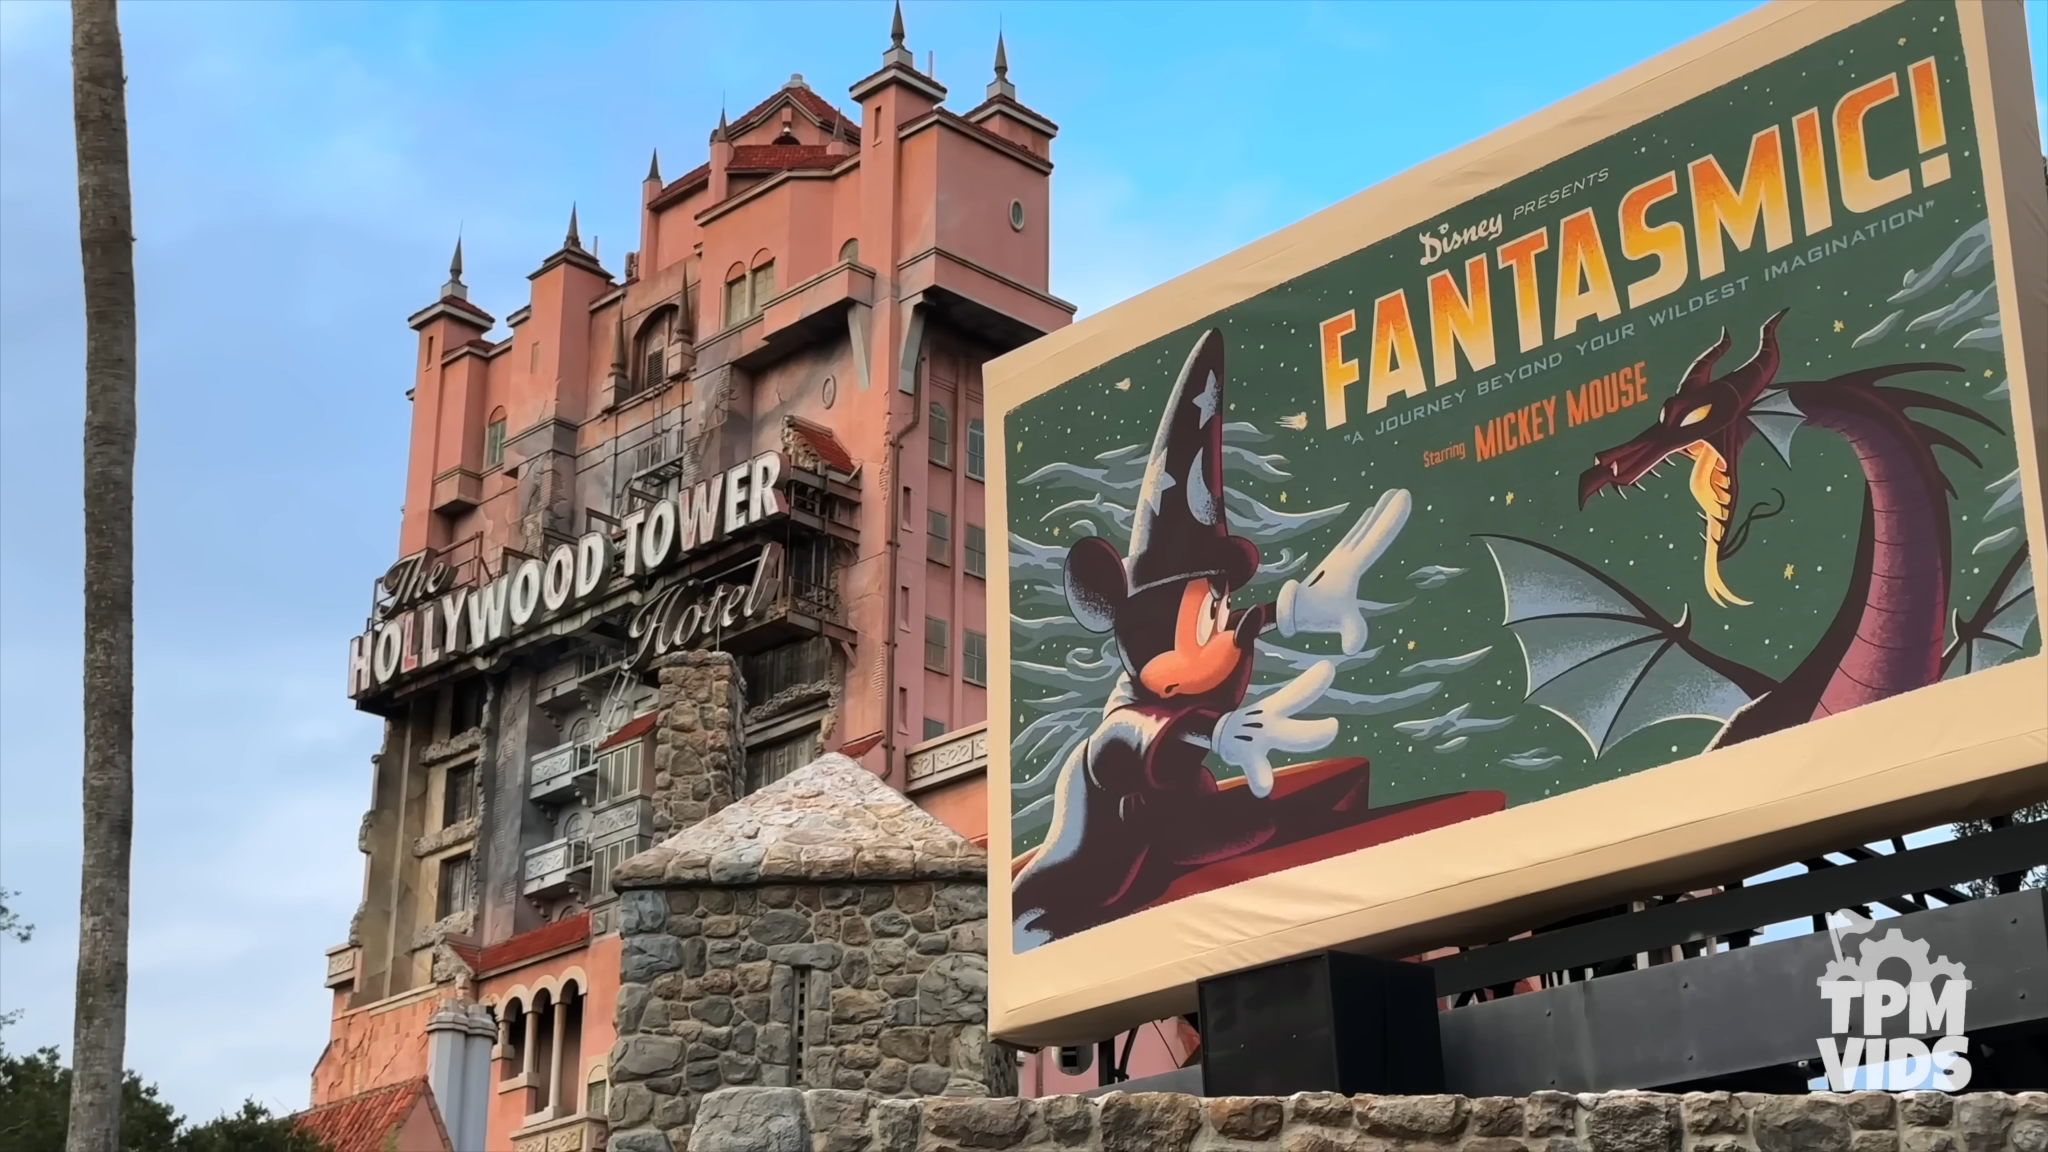 The
HOLLYWOOD TOWER
Hotel
Disney PRESENTS
FANTASMIC!
"A JOURNEY BEYOND YOUR WILDEST IMAGINATION"
Starring MICKEY MOUSE
TPM
VIDS